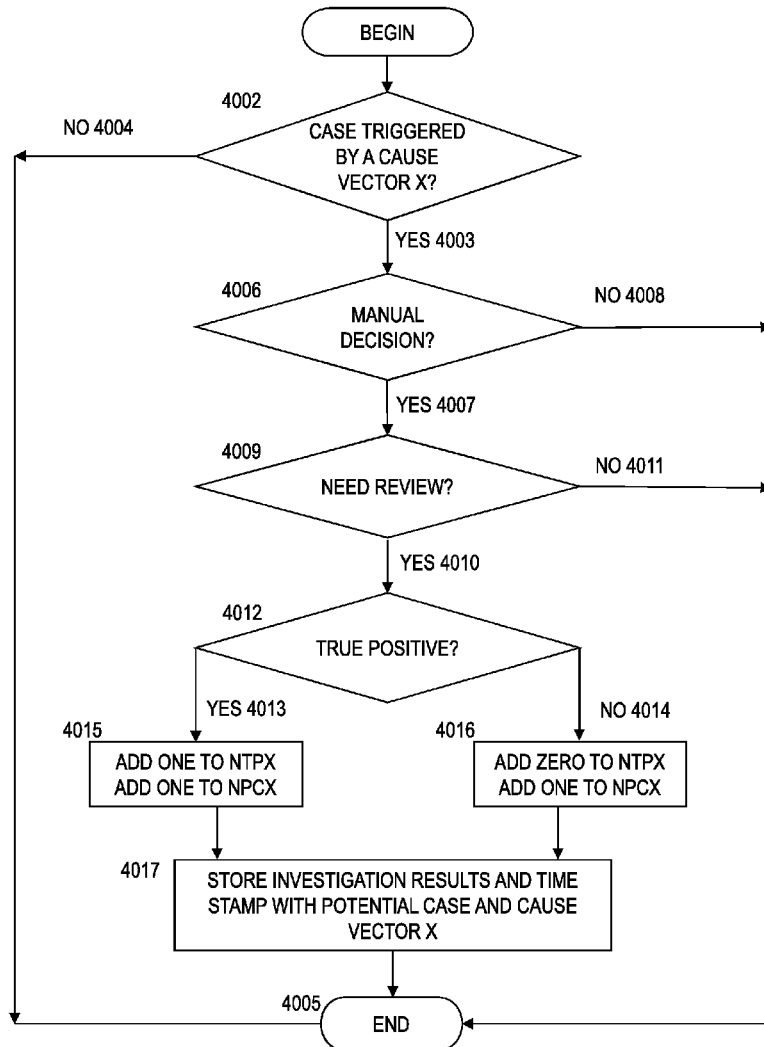 BEGIN
4002
NO 4004
CASE TRIGGERED
BY A CAUSE
VECTOR X?
YES 4003
4006
NO 4008
MANUAL
DECISION?
YES 4007
4009
NO 4011
NEED REVIEW?
YES 4010
4012
TRUE POSITIVE?
YES 4013
NO 4014
4015
4016
ADD ONE TO NTPX
ADD ONE TO NPCX
ADD ZERO TO NTPX
ADD ONE TO NPCX
4017
STORE INVESTIGATION RESULTS AND TIME
STAMP WITH POTENTIAL CASE AND CAUSE
VECTOR X
4005
END